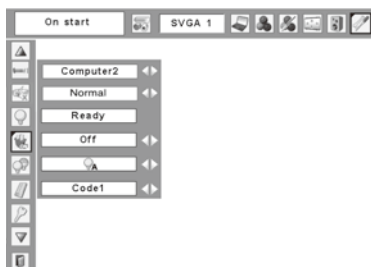 On start
SVGA 1
Computer2
Normal
Ready
Off
A
Code1